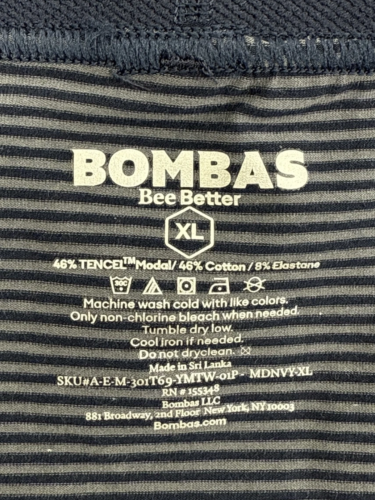 BOMBAS
Bee Better
XL
46% TENCEL™ Modal/ 46% Cotton / 8% Elastane
30C
Machine wash cold with like colors.
Only non-chlorine bleach when needed.
Tumble dry low.
Cool iron if needed.
Do not dryclean.
Made in Sri Lanka
SKU#A-E-M-301T69-YMTW-01P - MDNVY-XL
RN # 155348
Bombas LLC
881 Broadway, 2nd Floor New York, NY 10003
Bombas.com